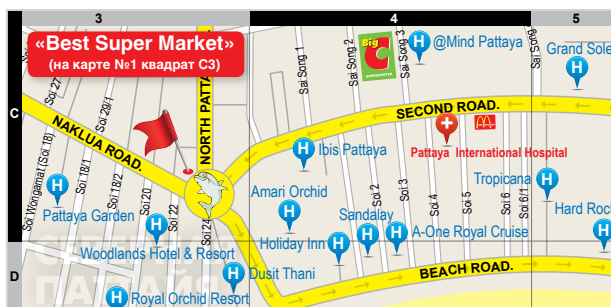 3
4
5
«Best Super Market»
(на карте №1 квадрат С3)
Big
C
SUPERCENTER
@Mind Pattaya
Grand Sole
Soi 27
Soi 29/1
NORTH PATTA
Sai Song 1
Sai Song 2
Sai Song 3
Sai Song
C
NAKLUA ROAD.
SECOND ROAD.
Ibis Pattaya
Pattaya International Hospital
Soi Wongamat (Soi 18)
Soi 18/1
Soi 18/2
Soi 20
Soi 22
Soi 24
Pattaya Garden
Amari Orchid
Tropicana
Soi 2
Soi 3
Soi 4
Soi 5
Soi 6
Soi 6/1
Sandalay
Hard Rock
Woodlands Hotel & Resort
Holiday Inn
A-One Royal Cruise
D
Dusit Thani
BEACH ROAD.
ПАТТАЙЯ
Royal Orchid Resort